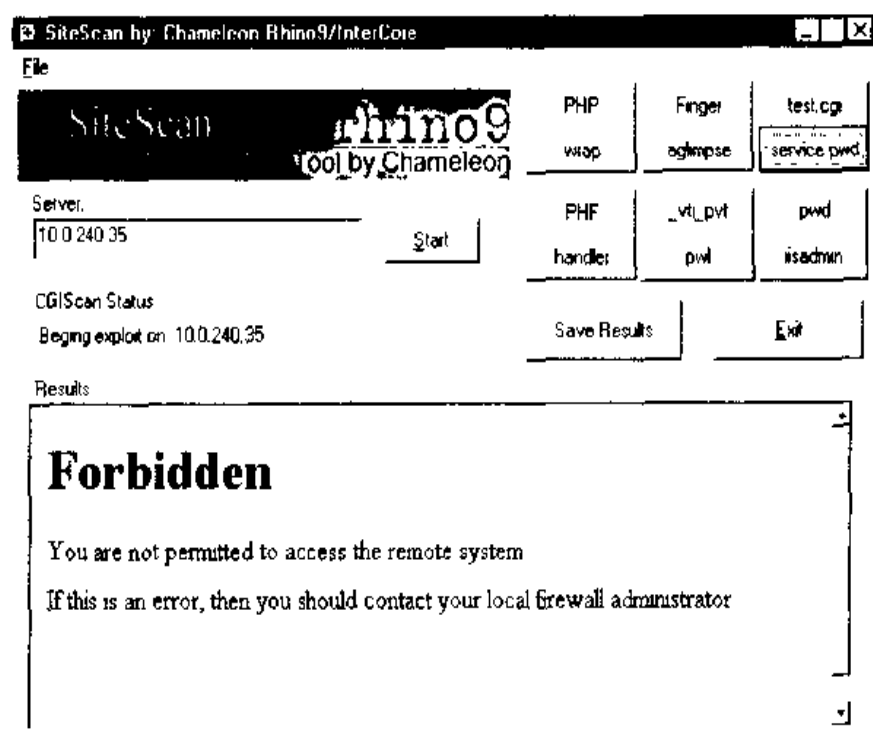 SiteScan by: Chameleon Rhino9/InterCore
File
SiteScan
rhino9
Tool by Chameleon
PHP Finger test.cgi
wrap aglimpse service.pwd
Server.
10.0.240.35
Start
PHF _vti_pvt pwd
handler pwl iisadmin
CGIScan Status
Beging exploit on 10.0.240.35
Save Results Exit
Results
Forbidden
You are not permitted to access the remote system
If this is an error, then you should contact your local firewall administrator